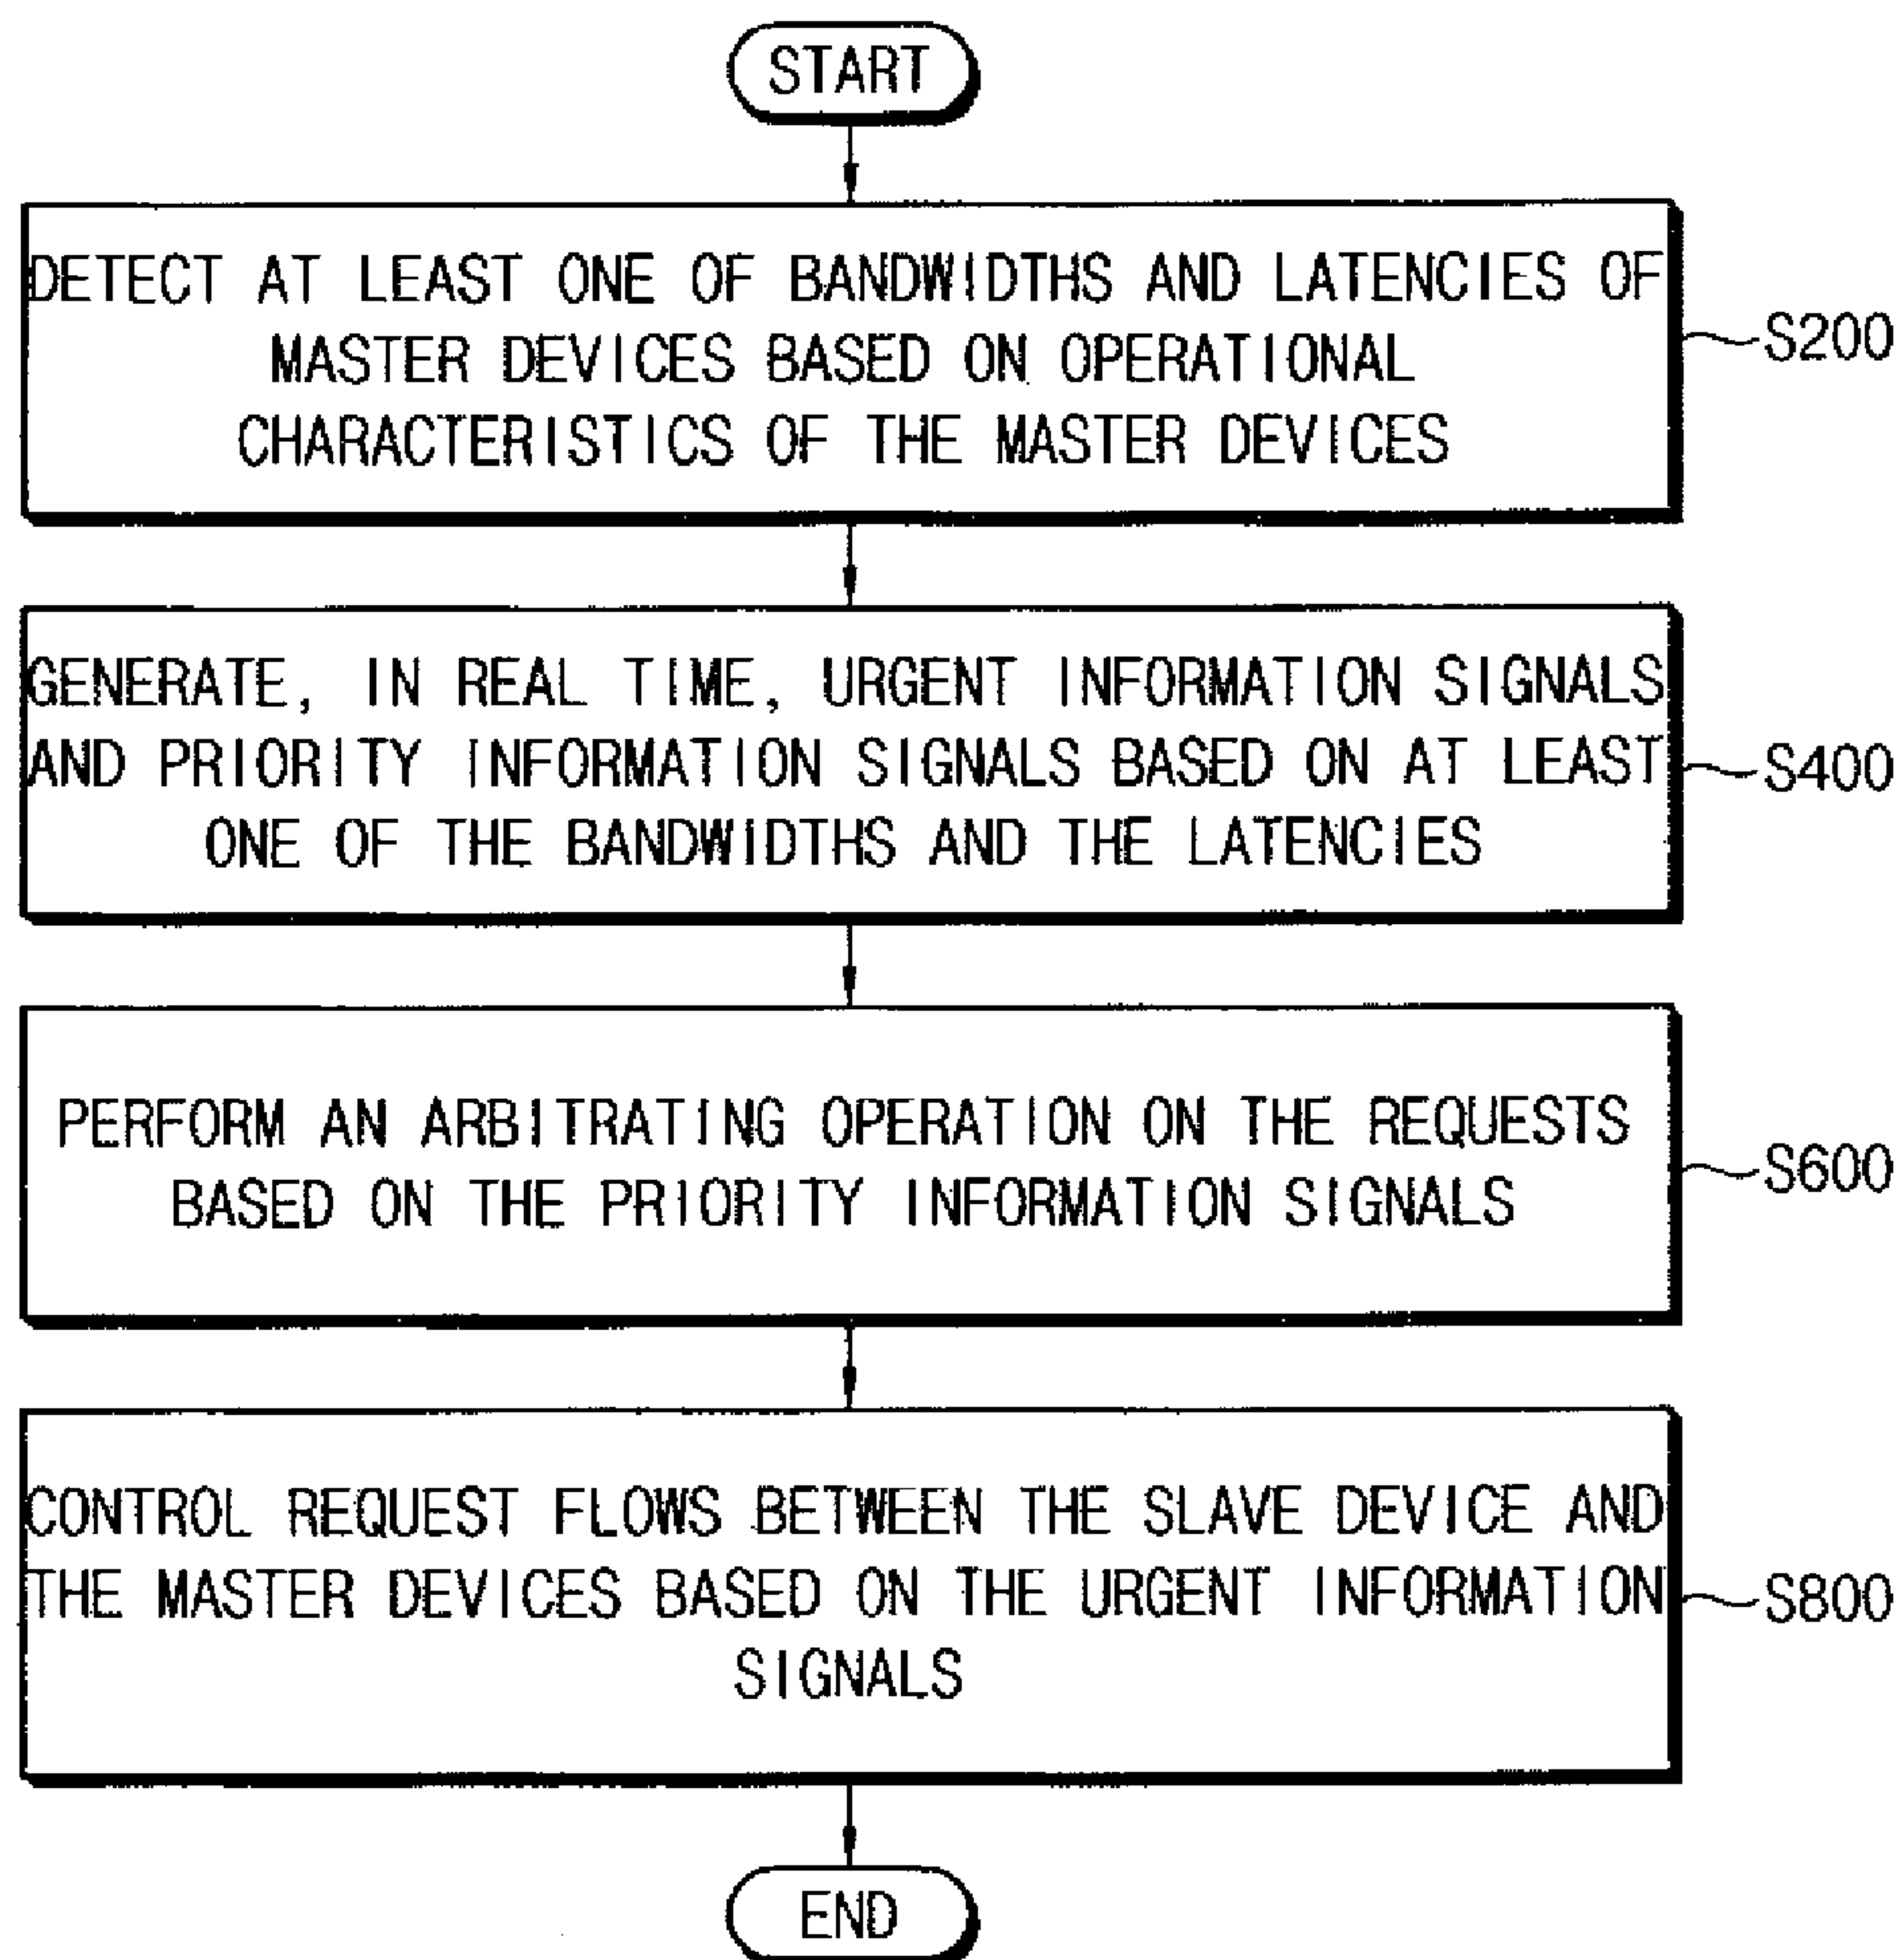 START
DETECT AT LEAST ONE OF BANDWIDTHS AND LATENCIES OF
MASTER DEVICES BASED ON OPERATIONAL
CHARACTERISTICS OF THE MASTER DEVICES
S200
GENERATE, IN REAL TIME, URGENT INFORMATION SIGNALS
AND PRIORITY INFORMATION SIGNALS BASED ON AT LEAST
ONE OF THE BANDWIDTHS AND THE LATENCIES
S400
PERFORM AN ARBITRATING OPERATION ON THE REQUESTS
BASED ON THE PRIORITY INFORMATION SIGNALS
S600
CONTROL REQUEST FLOWS BETWEEN THE SLAVE DEVICE AND
THE MASTER DEVICES BASED ON THE URGENT INFORMATION
SIGNALS
S800
END